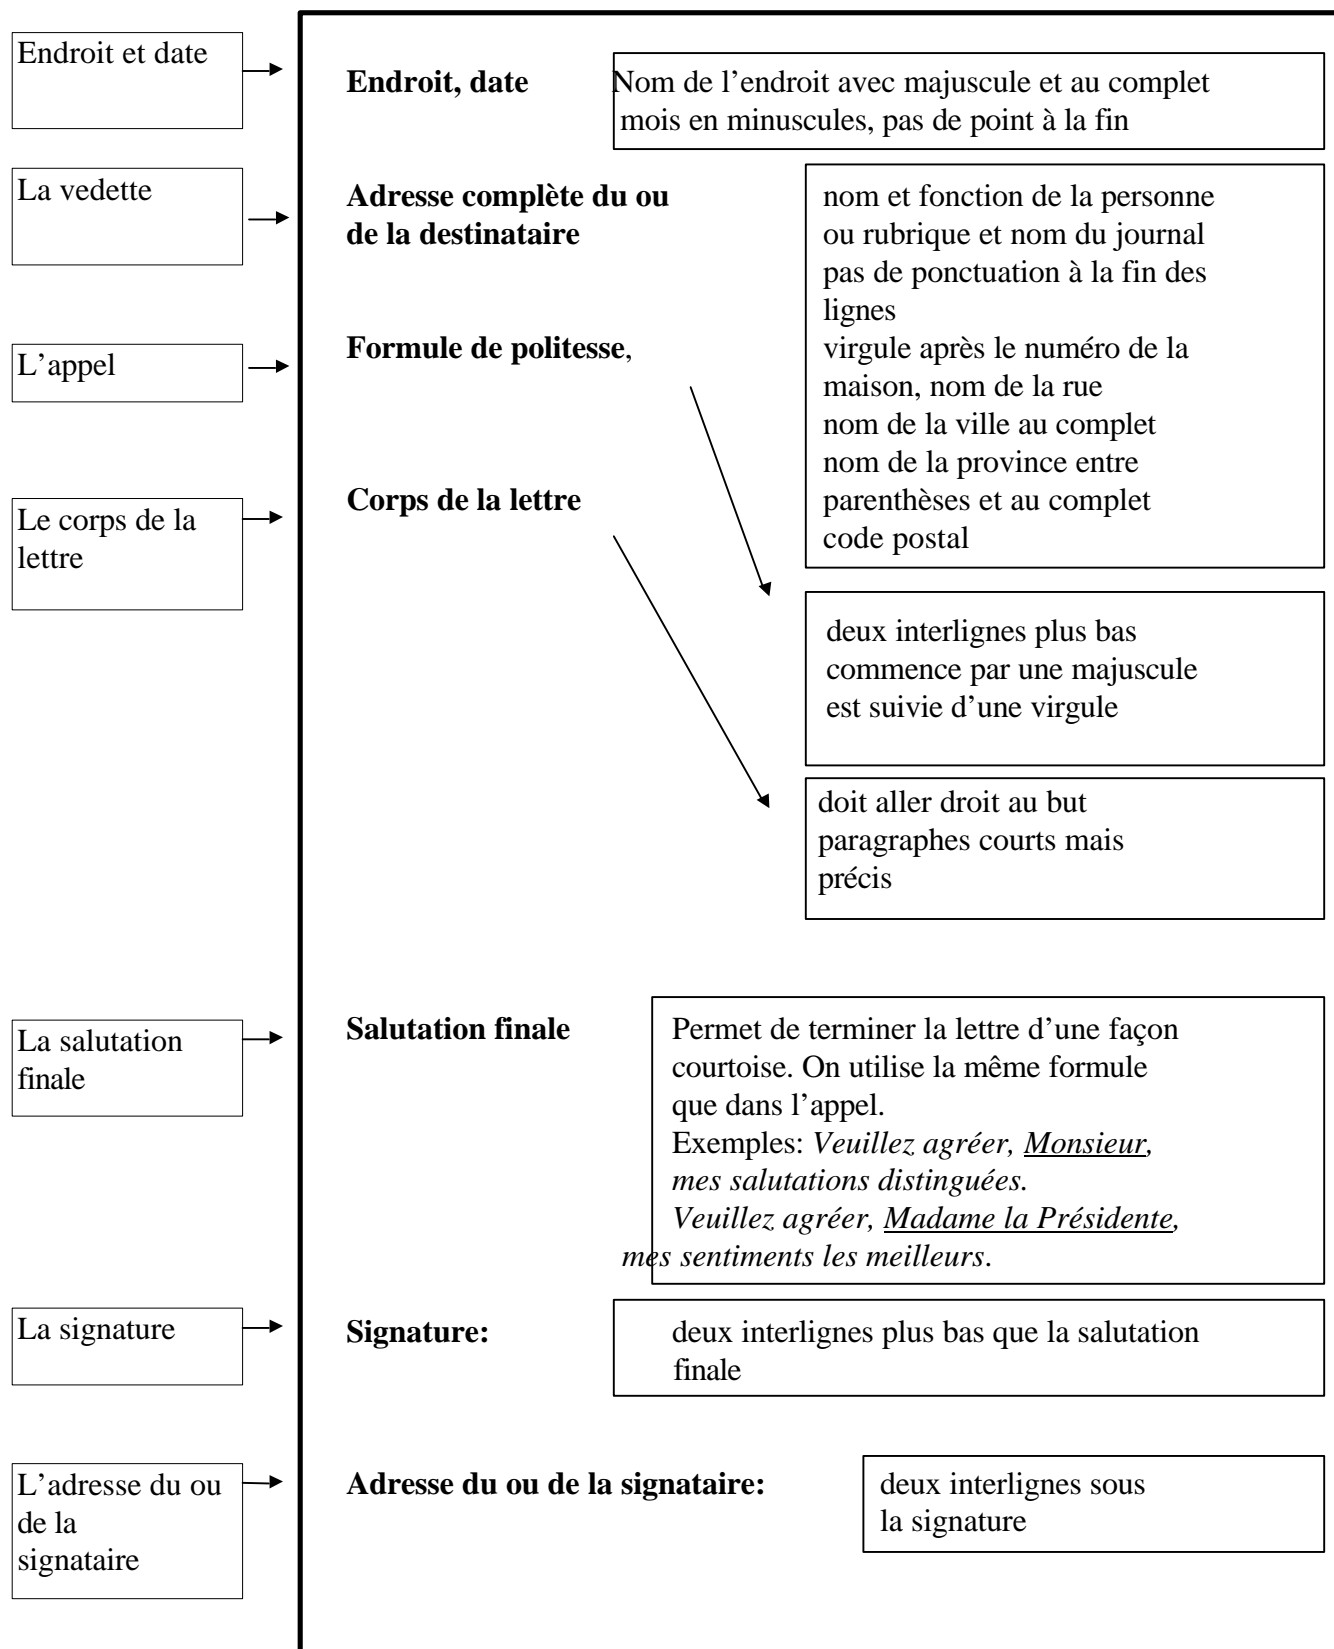 Endroit et date
Endroit, date
Nom de l’endroit avec majuscule et au complet
mois en minuscules, pas de point à la fin
La vedette
Adresse complète du ou
de la destinataire
nom et fonction de la personne
ou rubrique et nom du journal
pas de ponctuation à la fin des
lignes
virgule après le numéro de la
maison, nom de la rue
nom de la ville au complet
nom de la province entre
parenthèses et au complet
code postal
L’appel
Formule de politesse,
deux interlignes plus bas
commence par une majuscule
est suivie d’une virgule
Le corps de la
lettre
Corps de la lettre
doit aller droit au but
paragraphes courts mais
précis
La salutation
finale
Salutation finale
Permet de terminer la lettre d’une façon
courtoise. On utilise la même formule
que dans l’appel.
Exemples: Veuillez agréer, Monsieur,
mes salutations distinguées.
Veuillez agréer, Madame la Présidente,
mes sentiments les meilleurs.
La signature
Signature:
deux interlignes plus bas que la salutation
finale
L’adresse du ou
de la
signataire
Adresse du ou de la signataire:
deux interlignes sous
la signature